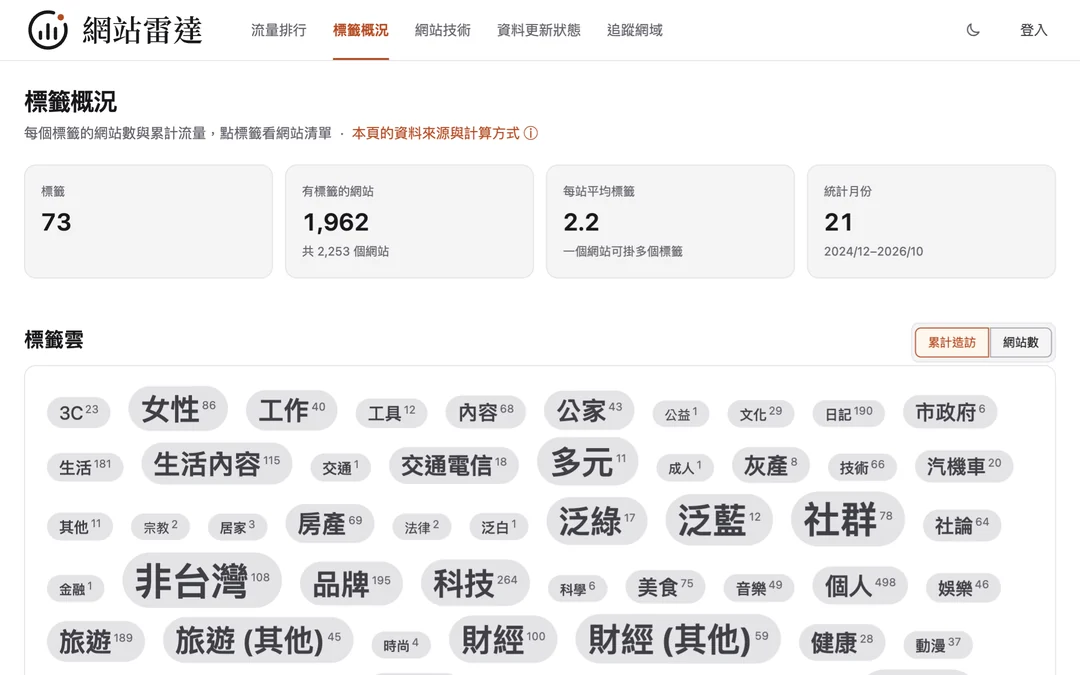 網站雷達 流量排行 標籤概況 網站技術 資料更新狀態 追蹤網域 登入
標籤概況
每個標籤的網站數與累計流量，點標籤看網站清單 · 本頁的資料來源與計算方式 ⓘ
標籤 有標籤的網站 每站平均標籤 統計月份
73 1,962 2.2 21
共 2,253 個網站 一個網站可掛多個標籤 2024/12–2026/10
標籤雲 累計造訪 網站數
3C 23 女性 86 工作 40 工具 12 內容 68 公家 43 公益 1 文化 29 日記 190 市政府 6
生活 181 生活內容 115 交通 1 交通電信 18 多元 11 成人 1 灰產 8 技術 66 汽機車 20
其他 11 宗教 2 居家 3 房產 69 法律 2 泛白 1 泛綠 17 泛藍 12 社群 78 社論 64
金融 1 非台灣 108 品牌 195 科技 264 科學 6 美食 75 音樂 49 個人 498 娛樂 46
旅遊 189 旅遊 (其他) 45 時尚 4 財經 100 財經 (其他) 59 健康 28 動漫 37